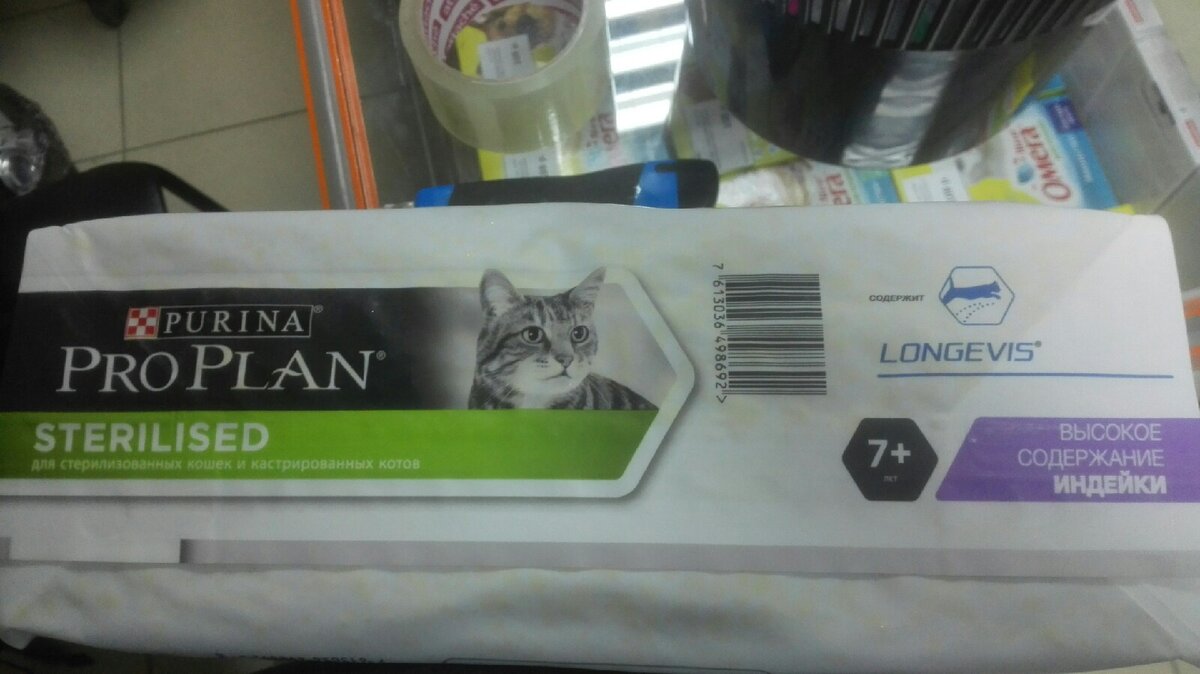 Омега
PURINA®
PRO PLAN®
STERILISED
для стерилизованных кошек и кастрированных котов
7 613036 498692 >
СОДЕРЖИТ
LONGEVIS®
7+
ЛЕТ
ВЫСОКОЕ
СОДЕРЖАНИЕ
ИНДЕЙКИ